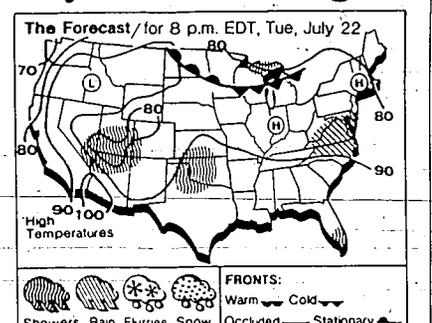 The Forecast/for 8 p.m. EDT, Tue, July 22
80
70
L
H
80
H
80
80
90
90 100
High
Temperatures
FRONTS:
Warm Cold
Showers Rain Flurries Snow
Occluded Stationary